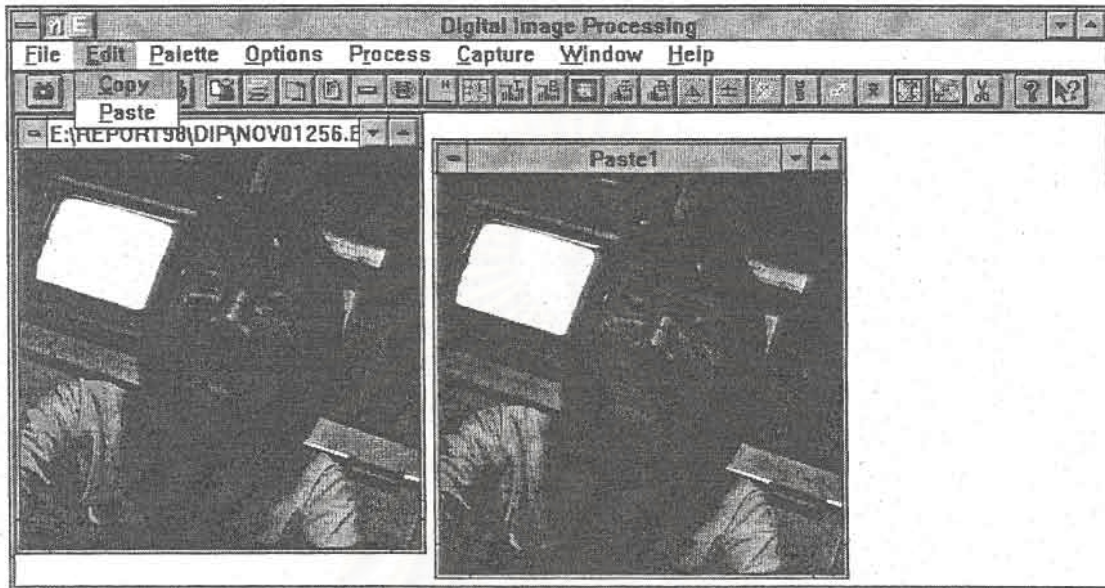 Digital Image Processing
File Edit Palette Options Process Capture Window Help
Copy
Paste
E:\REPORT98\DIP\NOV01256.B
Paste1